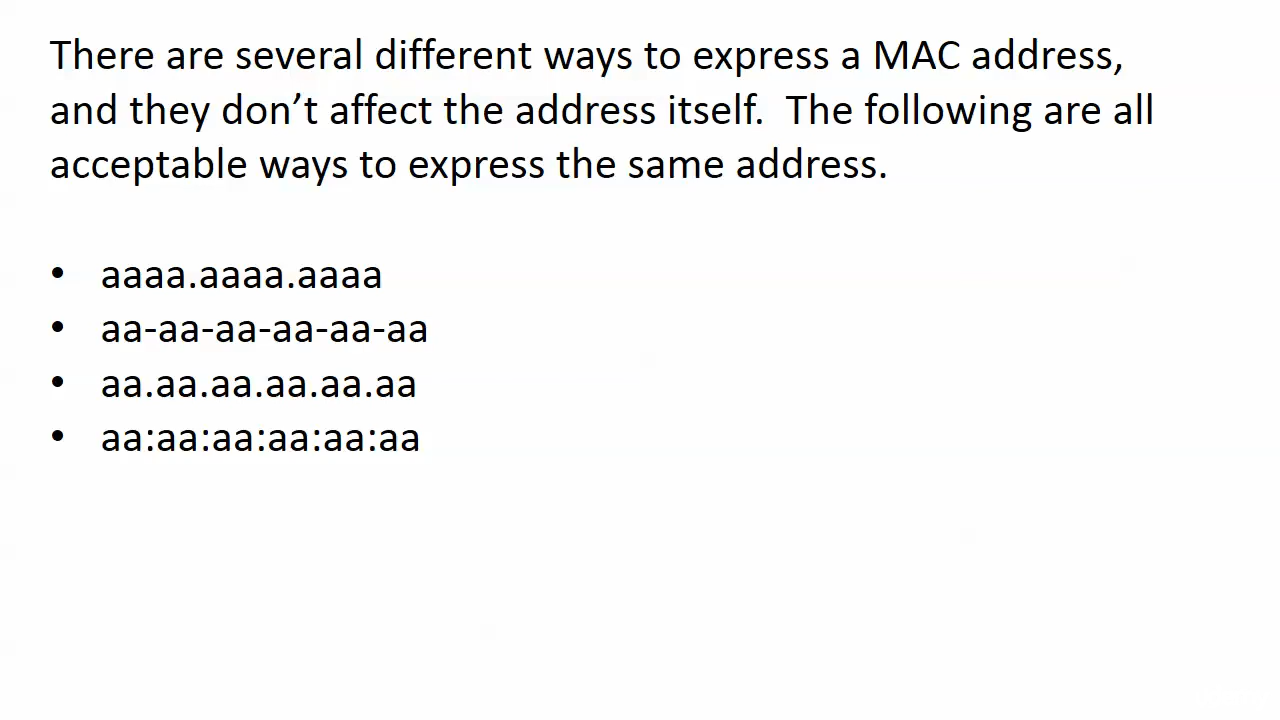 There are several different ways to express a MAC address,
and they don’t affect the address itself.  The following are all
acceptable ways to express the same address.
• aaaa.aaaa.aaaa
• aa-aa-aa-aa-aa-aa
• aa.aa.aa.aa.aa.aa
• aa:aa:aa:aa:aa:aa